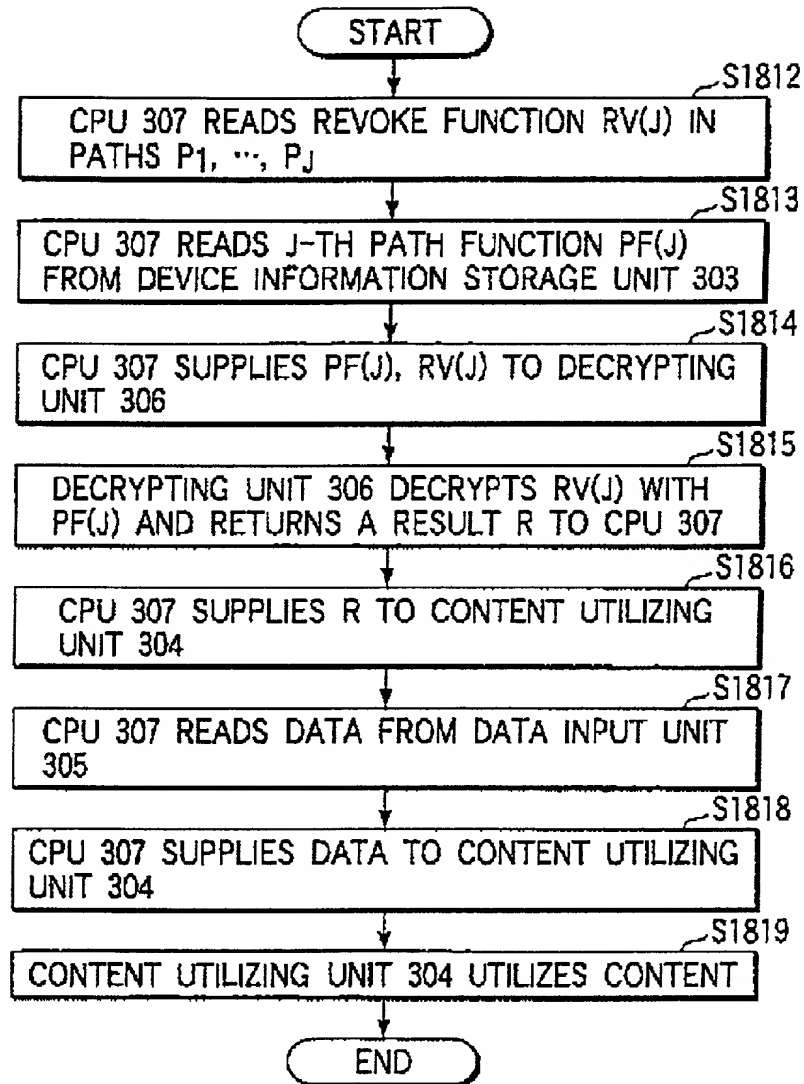 START
S1812
CPU 307 READS REVOKE FUNCTION RV(J) IN
PATHS P1, ···, PJ
S1813
CPU 307 READS J-TH PATH FUNCTION PF(J)
FROM DEVICE INFORMATION STORAGE UNIT 303
S1814
CPU 307 SUPPLIES PF(J), RV(J) TO DECRYPTING
UNIT 306
S1815
DECRYPTING UNIT 306 DECRYPTS RV(J) WITH
PF(J) AND RETURNS A RESULT R TO CPU 307
S1816
CPU 307 SUPPLIES R TO CONTENT UTILIZING
UNIT 304
S1817
CPU 307 READS DATA FROM DATA INPUT UNIT
305
S1818
CPU 307 SUPPLIES DATA TO CONTENT UTILIZING
UNIT 304
S1819
CONTENT UTILIZING UNIT 304 UTILIZES CONTENT
END